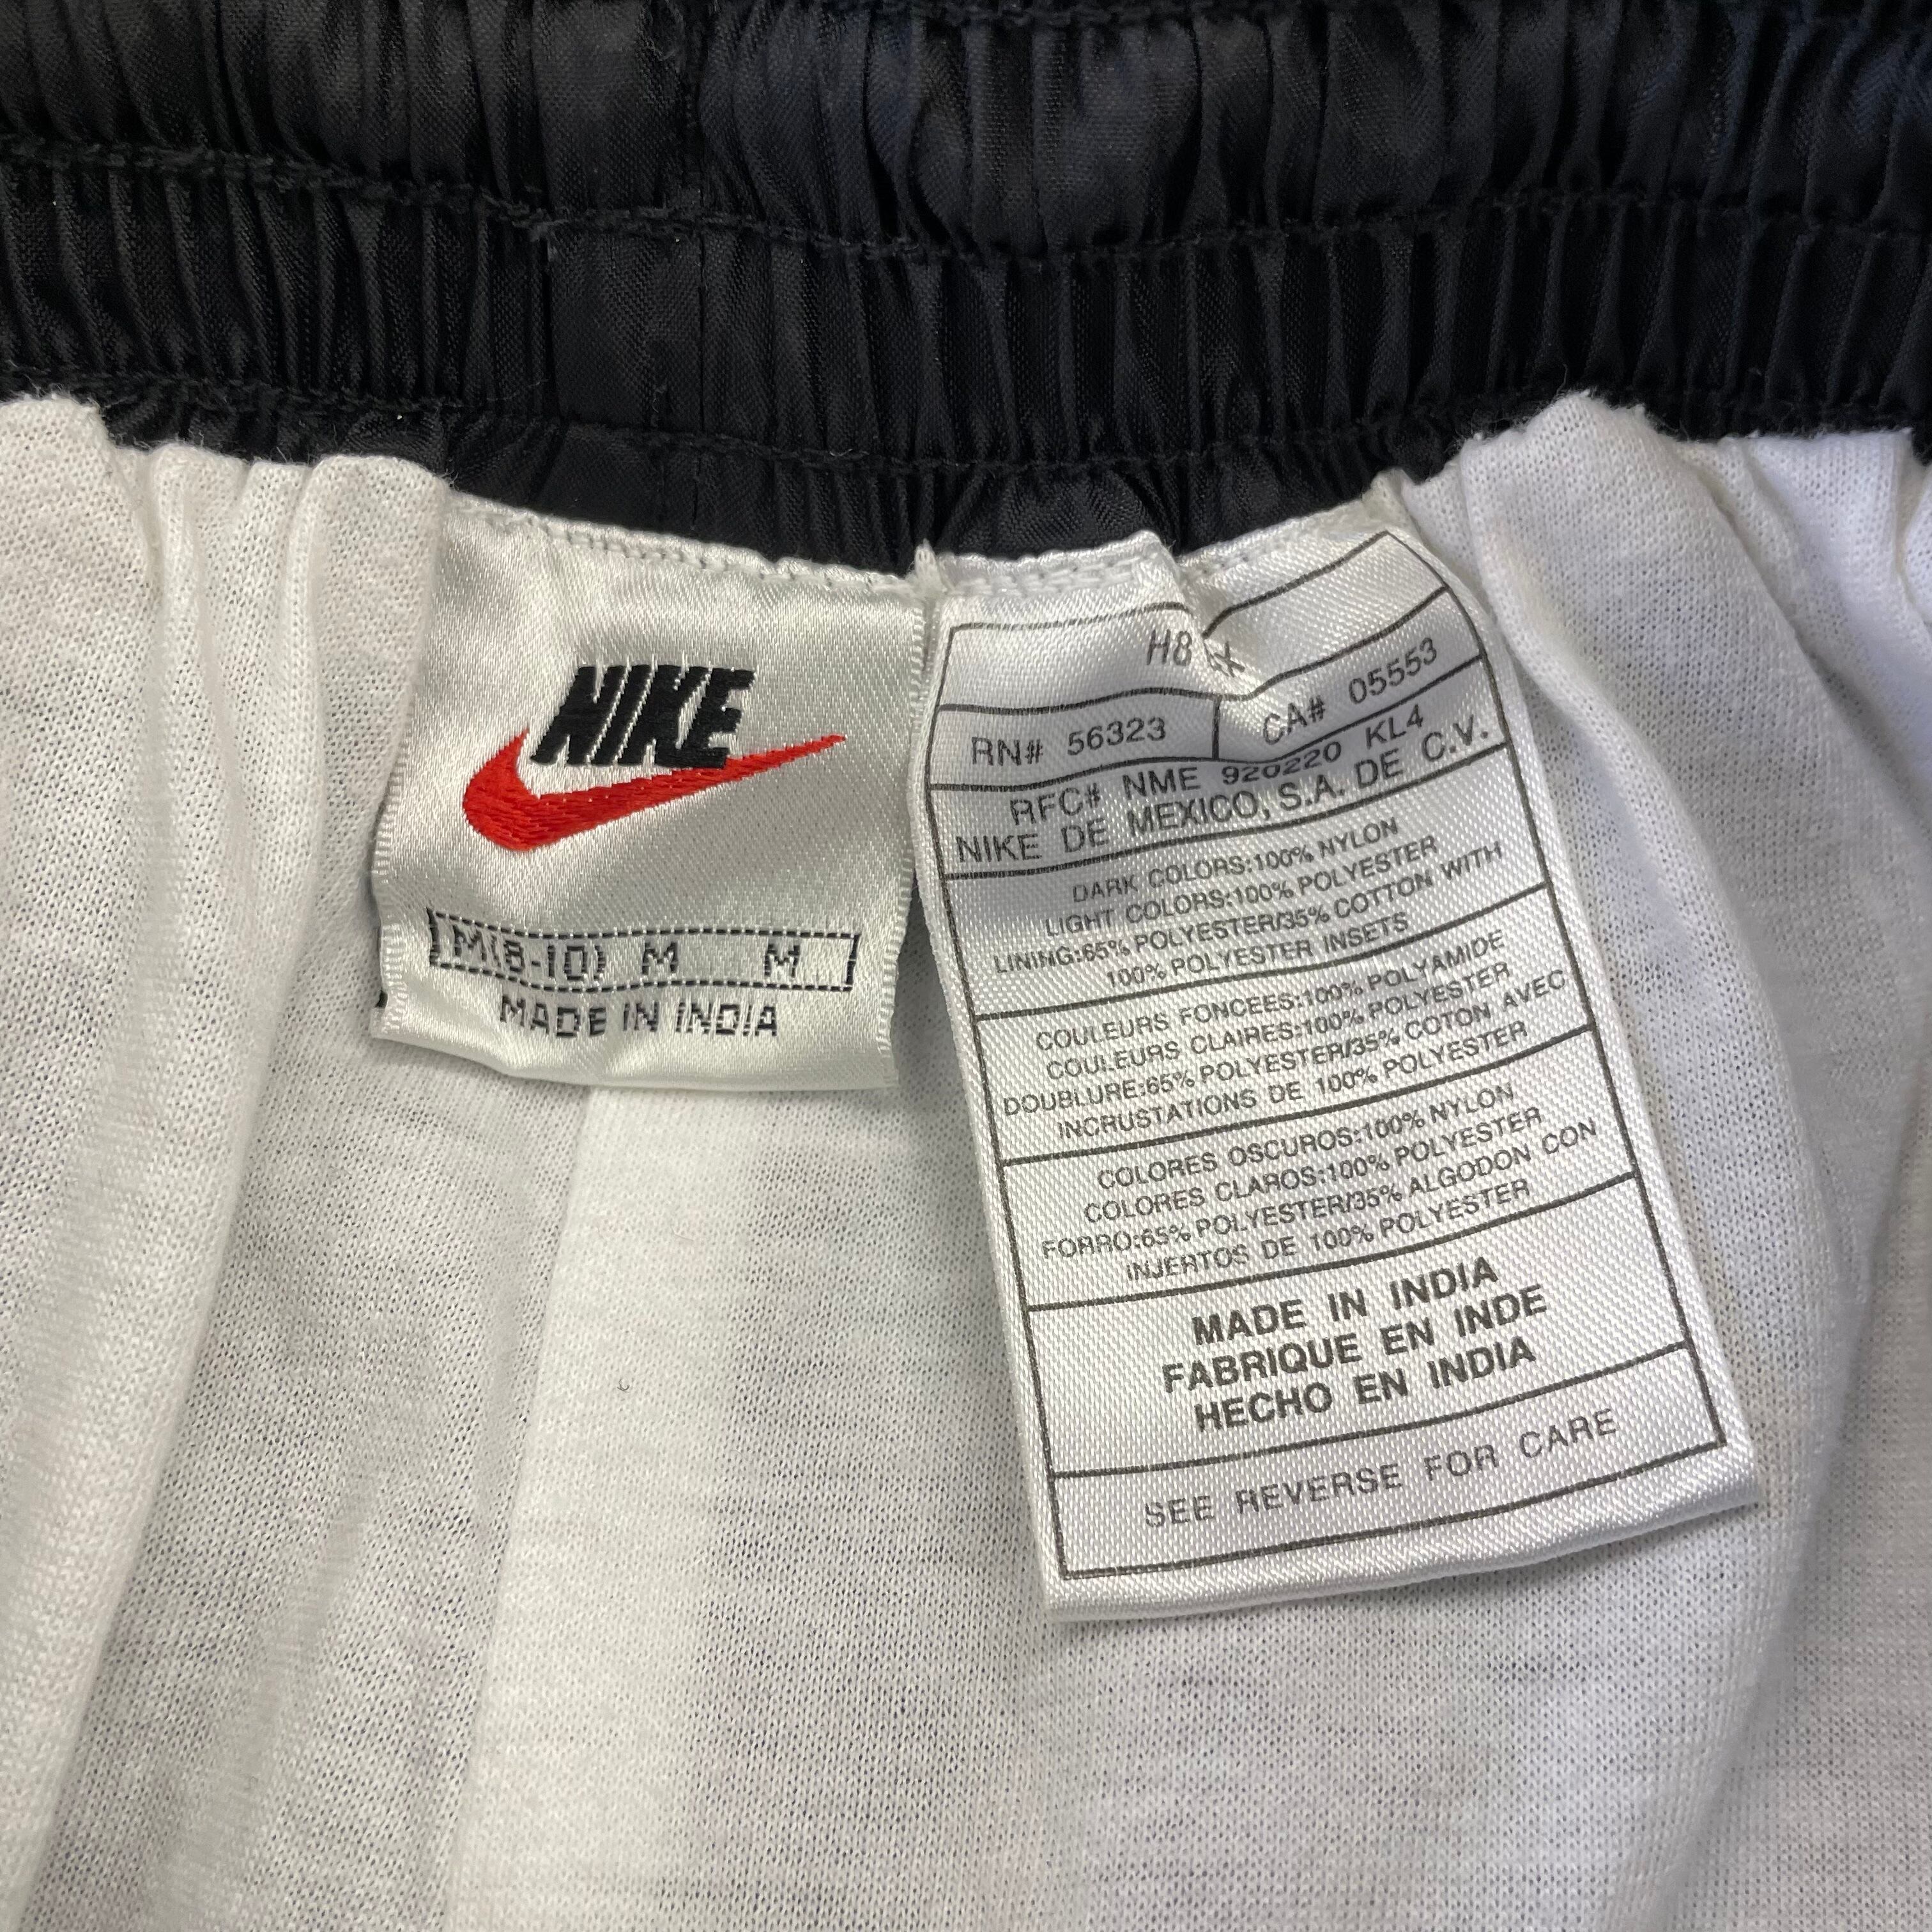 NIKE
M(8-10) M M
MADE IN INDIA
H8
RN# 56323 CA# 05553
RFC# NME 920220 KL4
NIKE DE MEXICO, S.A. DE C.V.
DARK COLORS:100% NYLON
LIGHT COLORS:100% POLYESTER
LINING:65% POLYESTER/35% COTTON WITH
100% POLYESTER INSETS
COULEURS FONCEES:100% POLYAMIDE
COULEURS CLAIRES:100% POLYESTER
DOUBLURE:65% POLYESTER/35% COTON AVEC
INCRUSTATIONS DE 100% POLYESTER
COLORES OSCUROS:100% NYLON
COLORES CLAROS:100% POLYESTER
FORRO:65% POLYESTER/35% ALGODON CON
INJERTOS DE 100% POLYESTER
MADE IN INDIA
FABRIQUE EN INDE
HECHO EN INDIA
SEE REVERSE FOR CARE